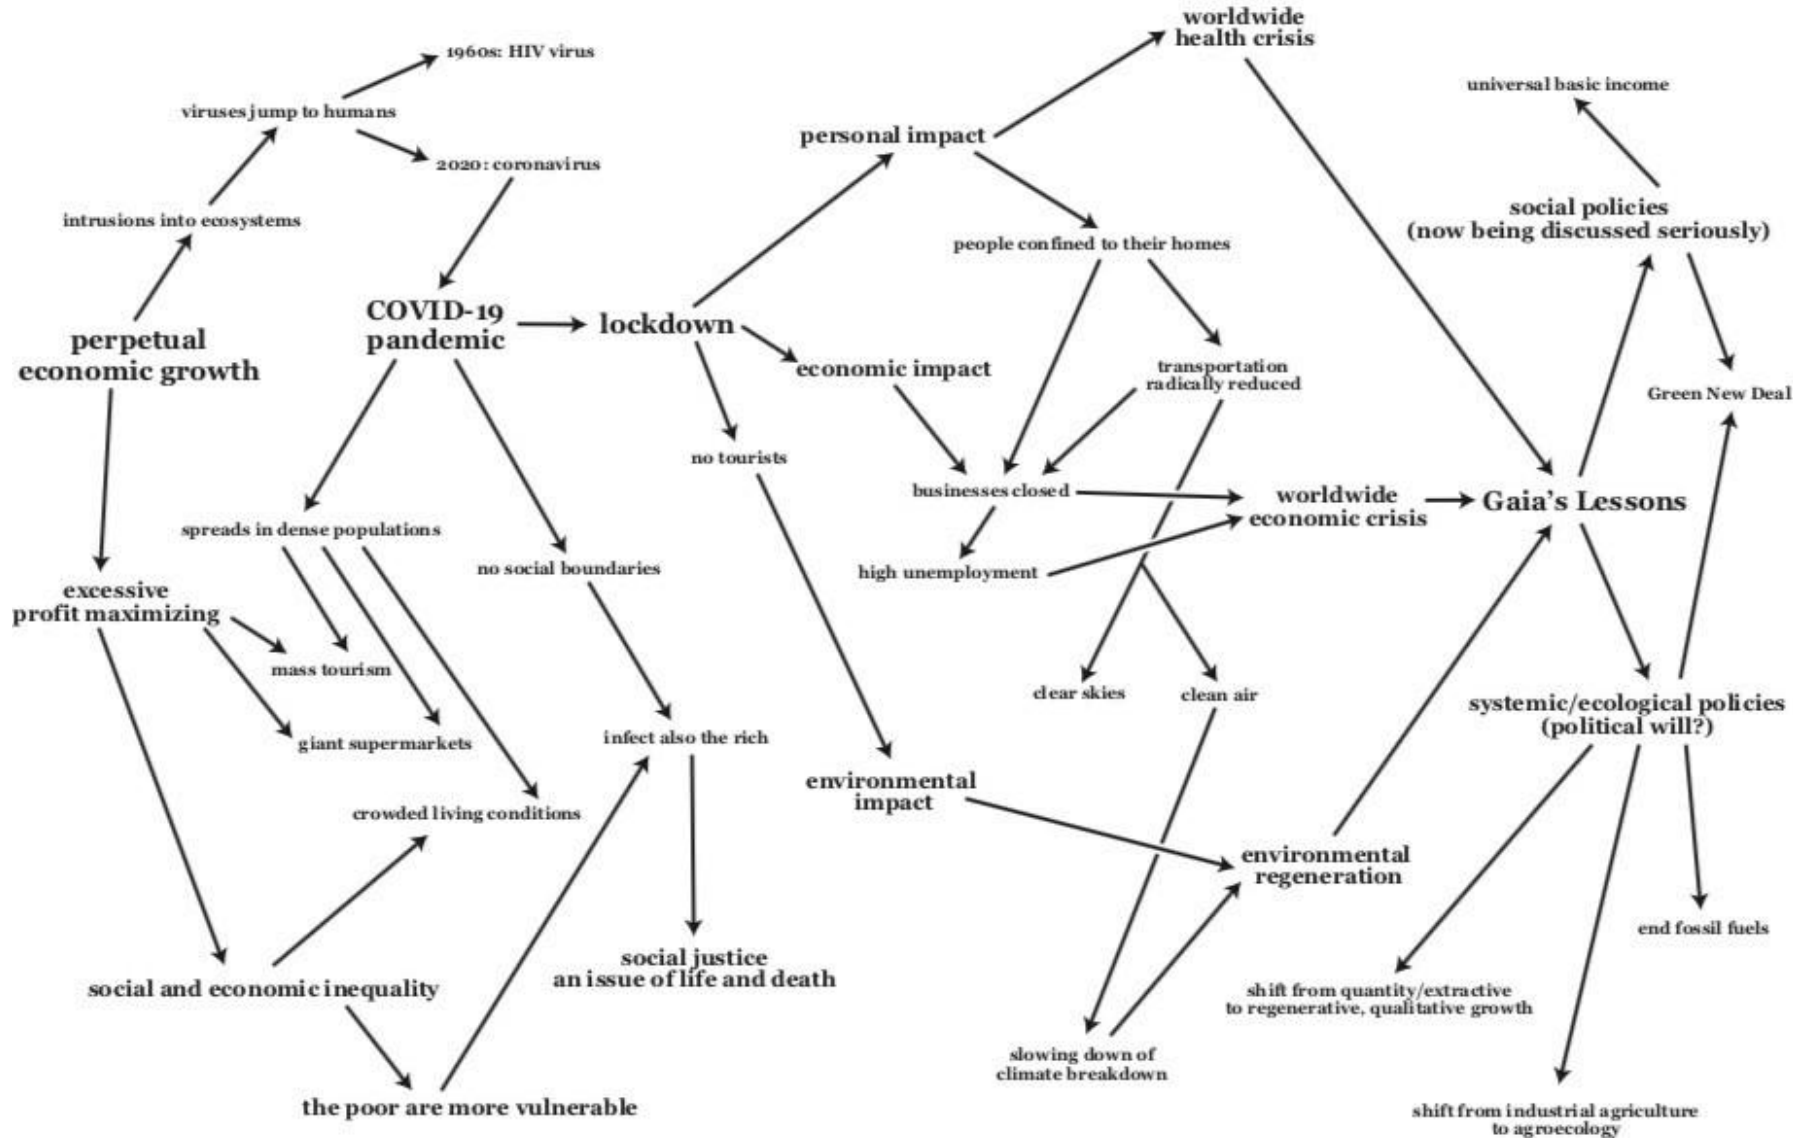 worldwide
health crisis
1960s: HIV virus
universal basic income
viruses jump to humans
personal impact
2020: coronavirus
intrusions into ecosystems
social policies
(now being discussed seriously)
people confined to their homes
COVID-19
pandemic
lockdown
perpetual
economic growth
economic impact
transportation
radically reduced
Green New Deal
no tourists
businesses closed
worldwide
economic crisis
Gaia's Lessons
spreads in dense populations
no social boundaries
high unemployment
excessive
profit maximizing
mass tourism
clear skies
clean air
systemic/ecological policies
(political will?)
giant supermarkets
infect also the rich
environmental
impact
crowded living conditions
environmental
regeneration
end fossil fuels
social justice
an issue of life and death
social and economic inequality
shift from quantity/extractive
to regenerative, qualitative growth
slowing down of
climate breakdown
the poor are more vulnerable
shift from industrial agriculture
to agroecology